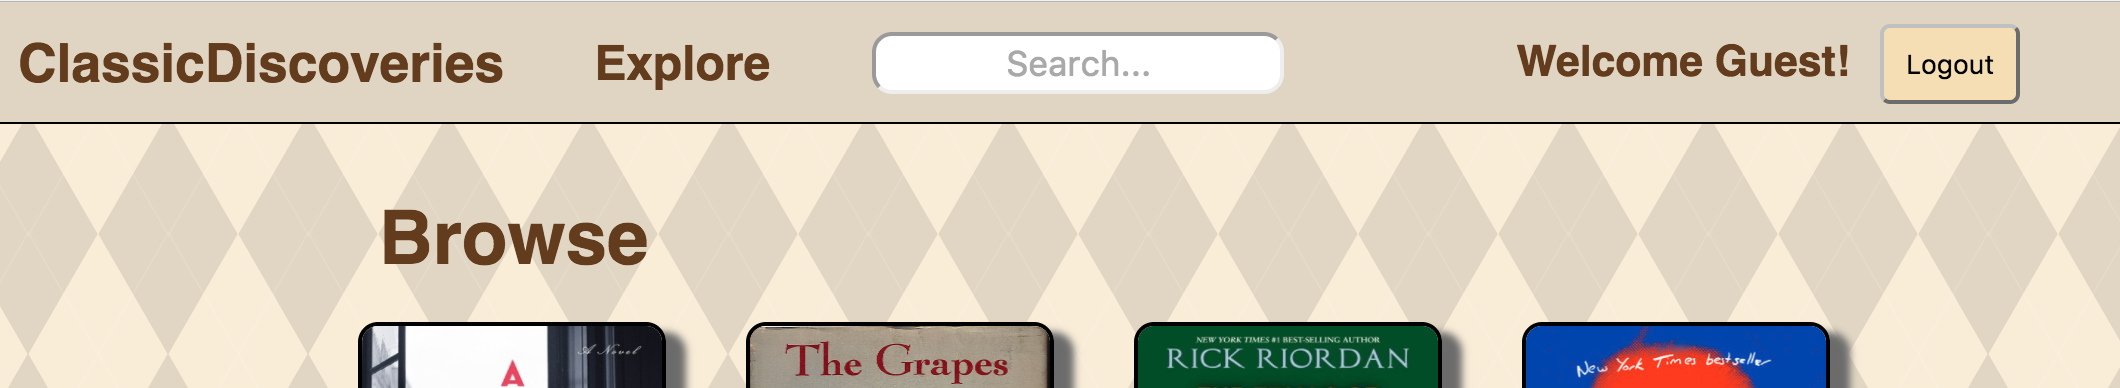 ClassicDiscoveries Explore Search... Welcome Guest! Logout
Browse
A Novel
A
The Grapes
NEW YORK TIMES #1 BEST-SELLING AUTHOR
RICK RIORDAN
New York Times bestseller